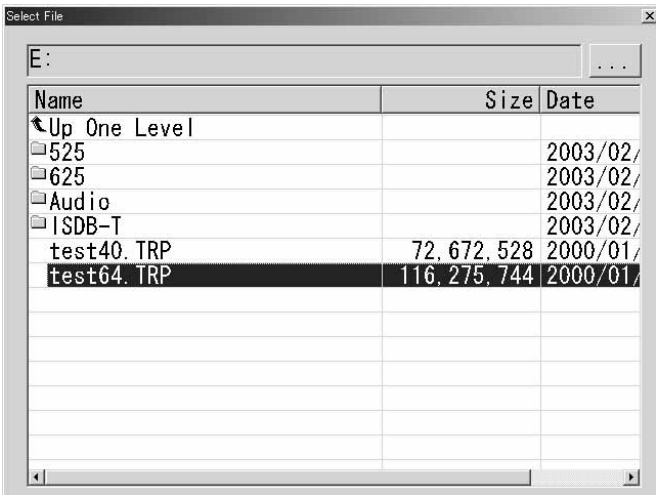 Select File
E:
...
Name Size Date
Up One Level
525 2003/02/
625 2003/02/
Audio 2003/02/
ISDB-T 2003/02/
test40.TRP 72,672,528 2000/01/
test64.TRP 116,275,744 2000/01/